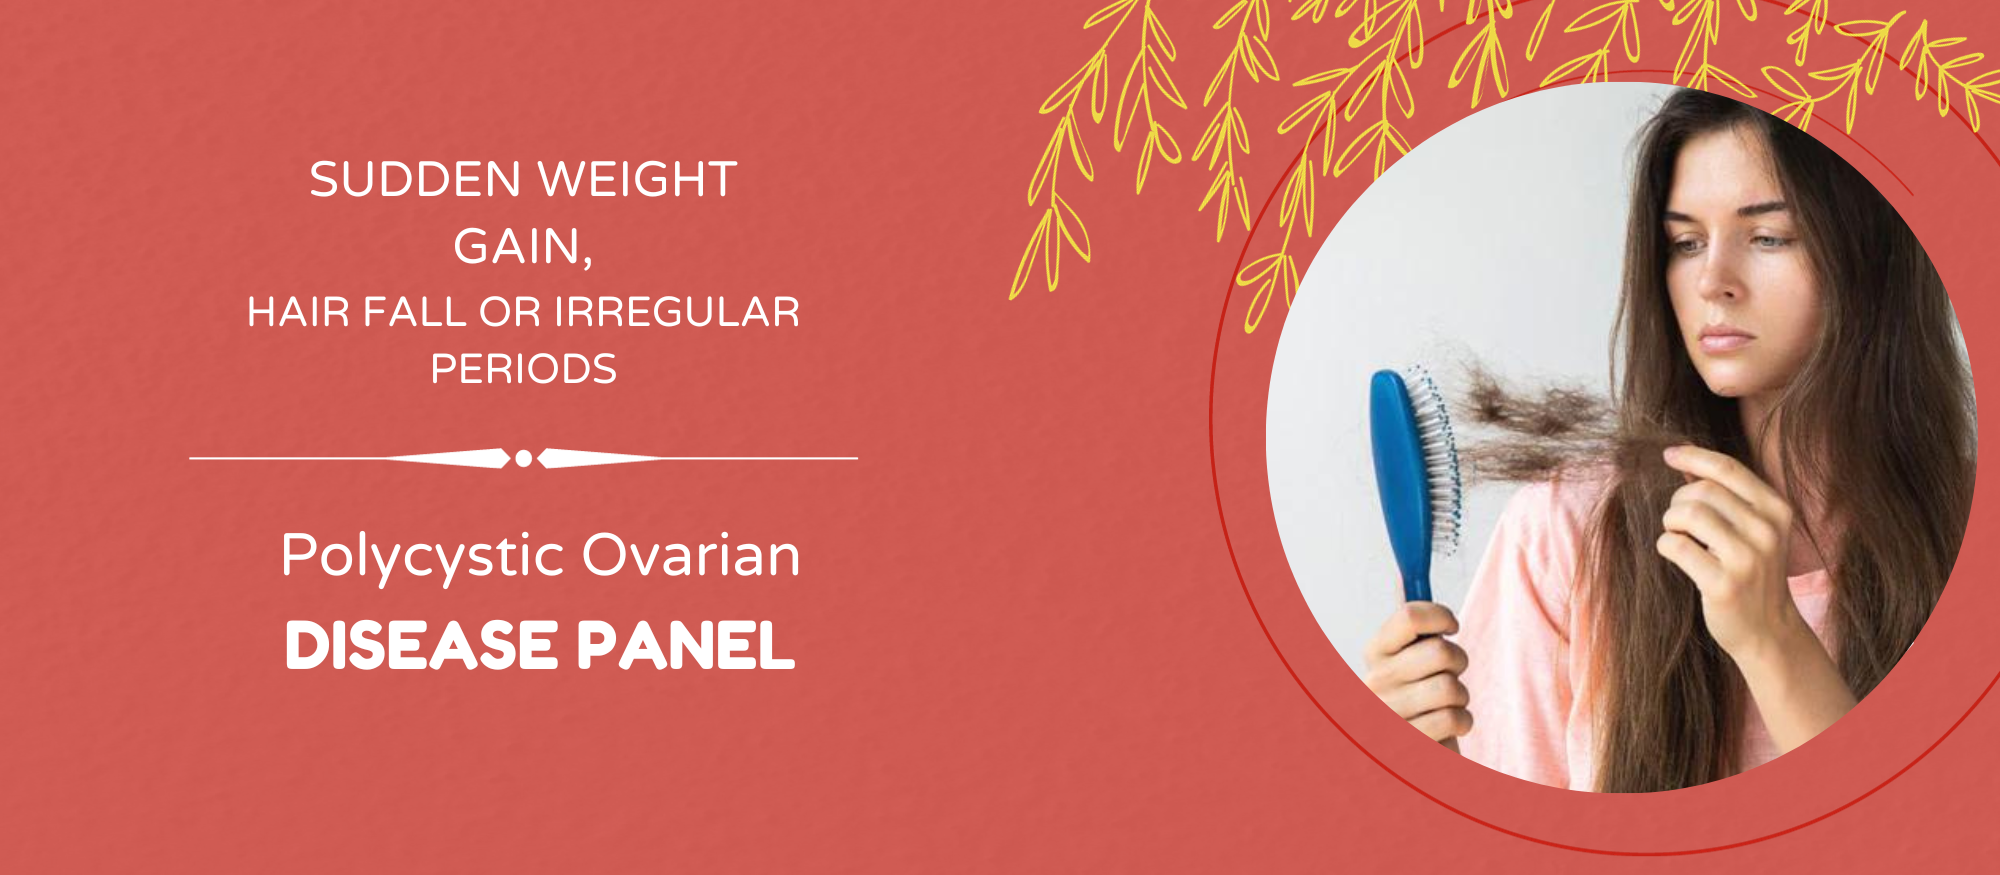 SUDDEN WEIGHT
GAIN,
HAIR FALL OR IRREGULAR
PERIODS
Polycystic Ovarian
DISEASE PANEL